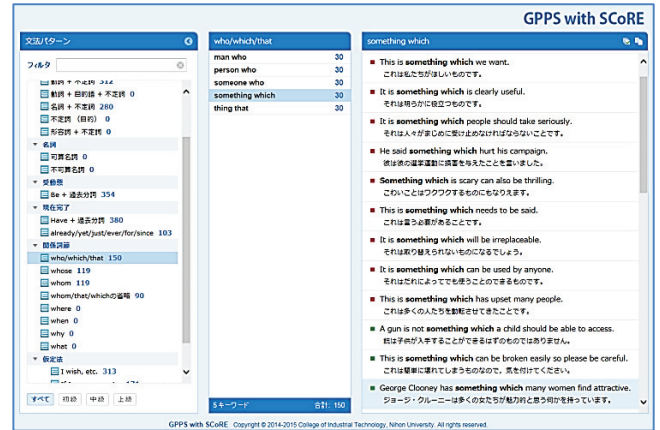 GPPS with SCoRE
文法パターン
フィルタ
動詞 + 不定詞 312
動詞 + 目的語 + 不定詞 0
名詞 + 不定詞 280
不定詞 (目的) 0
形容詞 + 不定詞 0
名詞
可算名詞 0
不可算名詞 0
受動態
Be + 過去分詞 354
現在完了
Have + 過去分詞 380
already/yet/just/ever/for/since 103
関係詞節
who/which/that 150
whose 119
whom 119
whom/that/whichの省略 90
where 0
when 0
why 0
what 0
仮定法
I wish, etc. 313
すべて 初級 中級 上級
who/which/that
man who 30
person who 30
someone who 30
something which 30
thing that 30
5キーワード 合計: 150
something which
This is something which we want.
これは私たちがほしいものです。
It is something which is clearly useful.
それは明らかに役立つものです。
It is something which people should take seriously.
それは人々がまじめに受け止めなければならないことです。
He said something which hurt his campaign.
彼は彼の選挙運動に損害を与えたことを言いました。
Something which is scary can also be thrilling.
こわいことはワクワクするものにもなりえます。
This is something which needs to be said.
これは言う必要があることです。
It is something which will be irreplaceable.
それは取り替えられないものになるでしょう。
It is something which can be used by anyone.
それはだれによってでも使うことのできるものです。
This is something which has upset many people.
これは多くの人たちを動転させてきたことです。
A gun is not something which a child should be able to access.
銃は子供が入手することができるはずのものではありません。
This is something which can be broken easily so please be careful.
これは簡単に壊れてしまうものなので、気を付けてください。
George Clooney has something which many women find attractive.
ジョージ・クルーニーは多くの女たちが魅力的と思う何かを持っています。
GPPS with SCoRE Copyright © 2014-2015 College of Industrial Technology, Nihon University. All rights reserved.